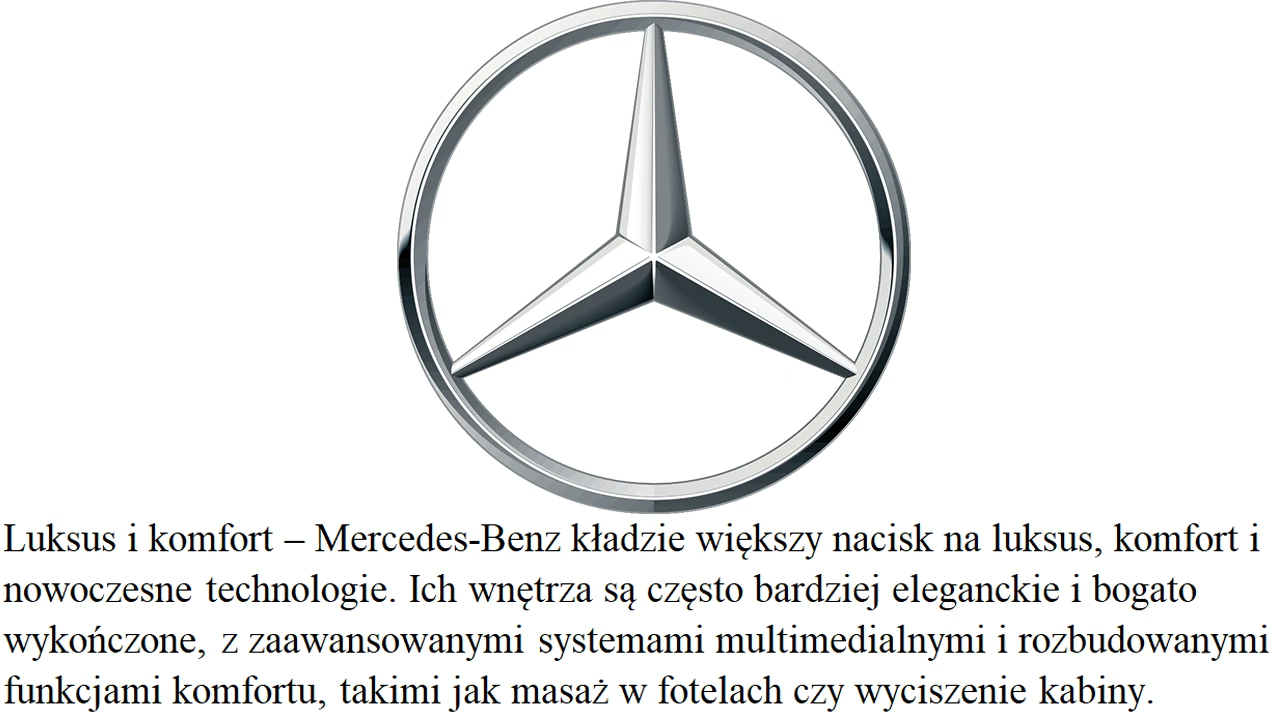 Luksus i komfort – Mercedes-Benz kładzie większy nacisk na luksus, komfort i
nowoczesne technologie. Ich wnętrza są często bardziej eleganckie i bogato
wykończone, z zaawansowanymi systemami multimedialnymi i rozbudowanymi
funkcjami komfortu, takimi jak masaż w fotelach czy wyciszenie kabiny.